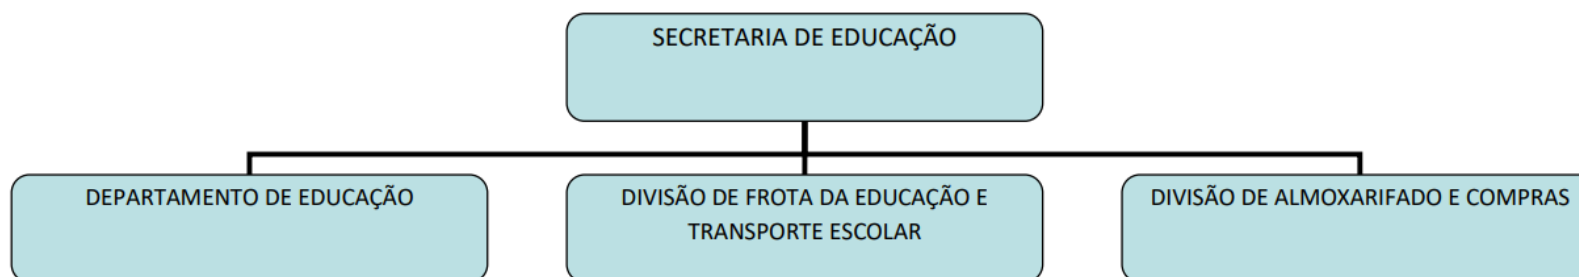 SECRETARIA DE EDUCAÇÃO
DEPARTAMENTO DE EDUCAÇÃO
DIVISÃO DE FROTA DA EDUCAÇÃO E
TRANSPORTE ESCOLAR
DIVISÃO DE ALMOXARIFADO E COMPRAS